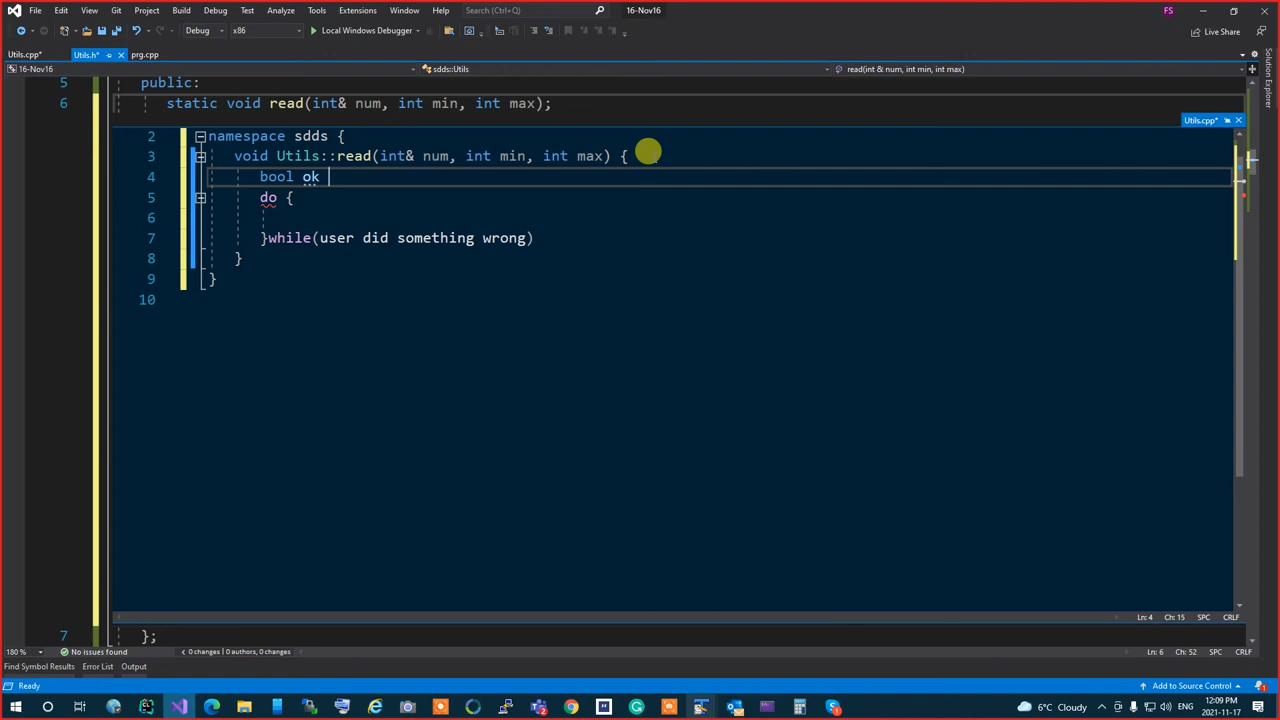 File Edit View Git Project Build Debug Test Analyze Tools Extensions Window Help Search (Ctrl+Q) 16-Nov16 FS
Debug x86 Local Windows Debugger Live Share
Utils.cpp* Utils.h* prg.cpp
16-Nov16 sdds::Utils read(int & num, int min, int max)
Solution Explorer
5 public:
6 static void read(int& num, int min, int max);
Utils.cpp*
2 namespace sdds {
3 void Utils::read(int& num, int min, int max) {
4 bool ok
5 do {
6
7 }while(user did something wrong)
8 }
9 }
10
Ln: 4 Ch: 15 SPC CRLF
7 };
180 % No issues found 0 changes | 0 authors, 0 changes Ln: 6 Ch: 52 SPC CRLF
Find Symbol Results Error List Output
Ready Add to Source Control 1
6°C Cloudy ENG 12:09 PM 2021-11-17